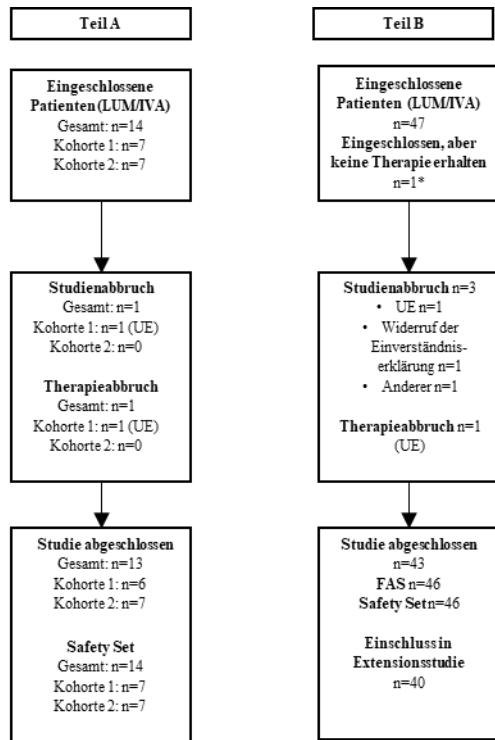 Teil A
Eingeschlossene
Patienten (LUM/IVA)
Gesamt: n=14
Kohorte 1: n=7
Kohorte 2: n=7
Studienabbruch
Gesamt: n=1
Kohorte 1: n=1 (UE)
Kohorte 2: n=0
Therapieabbruch
Gesamt: n=1
Kohorte 1: n=1 (UE)
Kohorte 2: n=0
Studie abgeschlossen
Gesamt: n=13
Kohorte 1: n=6
Kohorte 2: n=7
Safety Set
Gesamt: n=14
Kohorte 1: n=7
Kohorte 2: n=7
Teil B
Eingeschlossene
Patienten (LUM/IVA)
n=47
Eingeschlossen, aber
keine Therapie erhalten
n=1*
Studienabbruch n=3
• UE n=1
• Widerruf der
Einverständnis-
erklärung n=1
• Anderer n=1
Therapieabbruch n=1
(UE)
Studie abgeschlossen
n=43
FAS n=46
Safety Set n=46
Einschluss in
Extensionsstudie
n=40